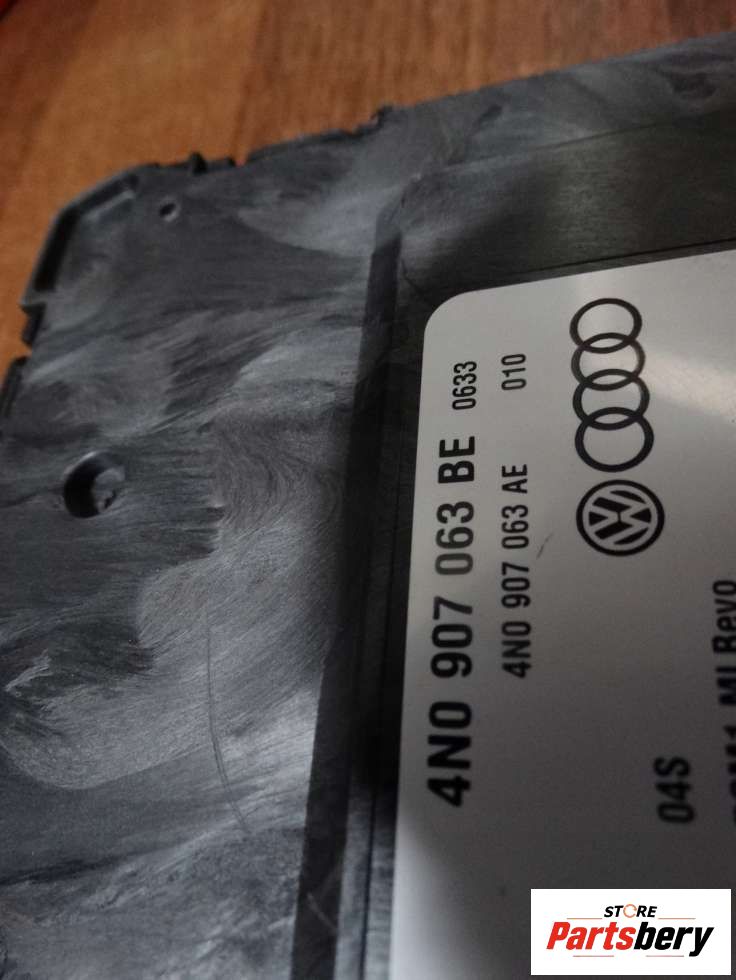 4N0 907 063 BE 0633
4N0 907 063 AE 010
04S
STORE
Partsbery